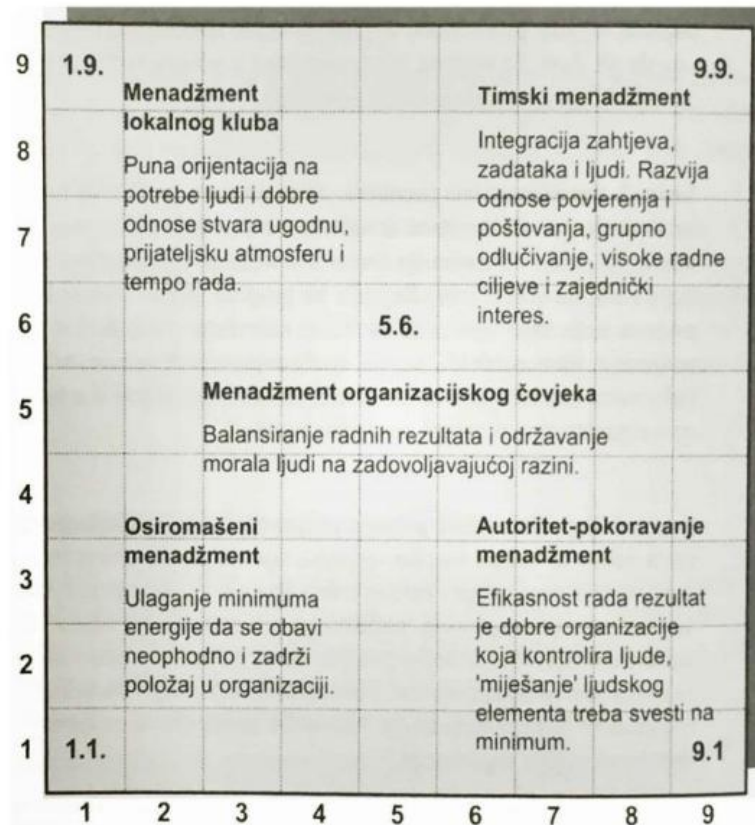 9
1.9.
9.9.
Menadžment
lokalnog kluba
Puna orijentacija na
potrebe ljudi i dobre
odnose stvara ugodnu,
prijateljsku atmosferu i
tempo rada.
Timski menadžment
Integracija zahtjeva,
zadataka i ljudi. Razvija
odnose povjerenja i
poštovanja, grupno
odlučivanje, visoke radne
ciljeve i zajednički
interes.
8
7
6
5.6.
5
Menadžment organizacijskog čovjeka
Balansiranje radnih rezultata i održavanje
morala ljudi na zadovoljavajućoj razini.
4
Osiromašeni
menadžment
Ulaganje minimuma
energije da se obavi
neophodno i zadrži
položaj u organizaciji.
Autoritet-pokoravanje
menadžment
Efikasnost rada rezultat
je dobre organizacije
koja kontrolira ljude,
'miješanje' ljudskog
elementa treba svesti na
minimum.
3
2
1
1.1.
9.1
1 2 3 4 5 6 7 8 9